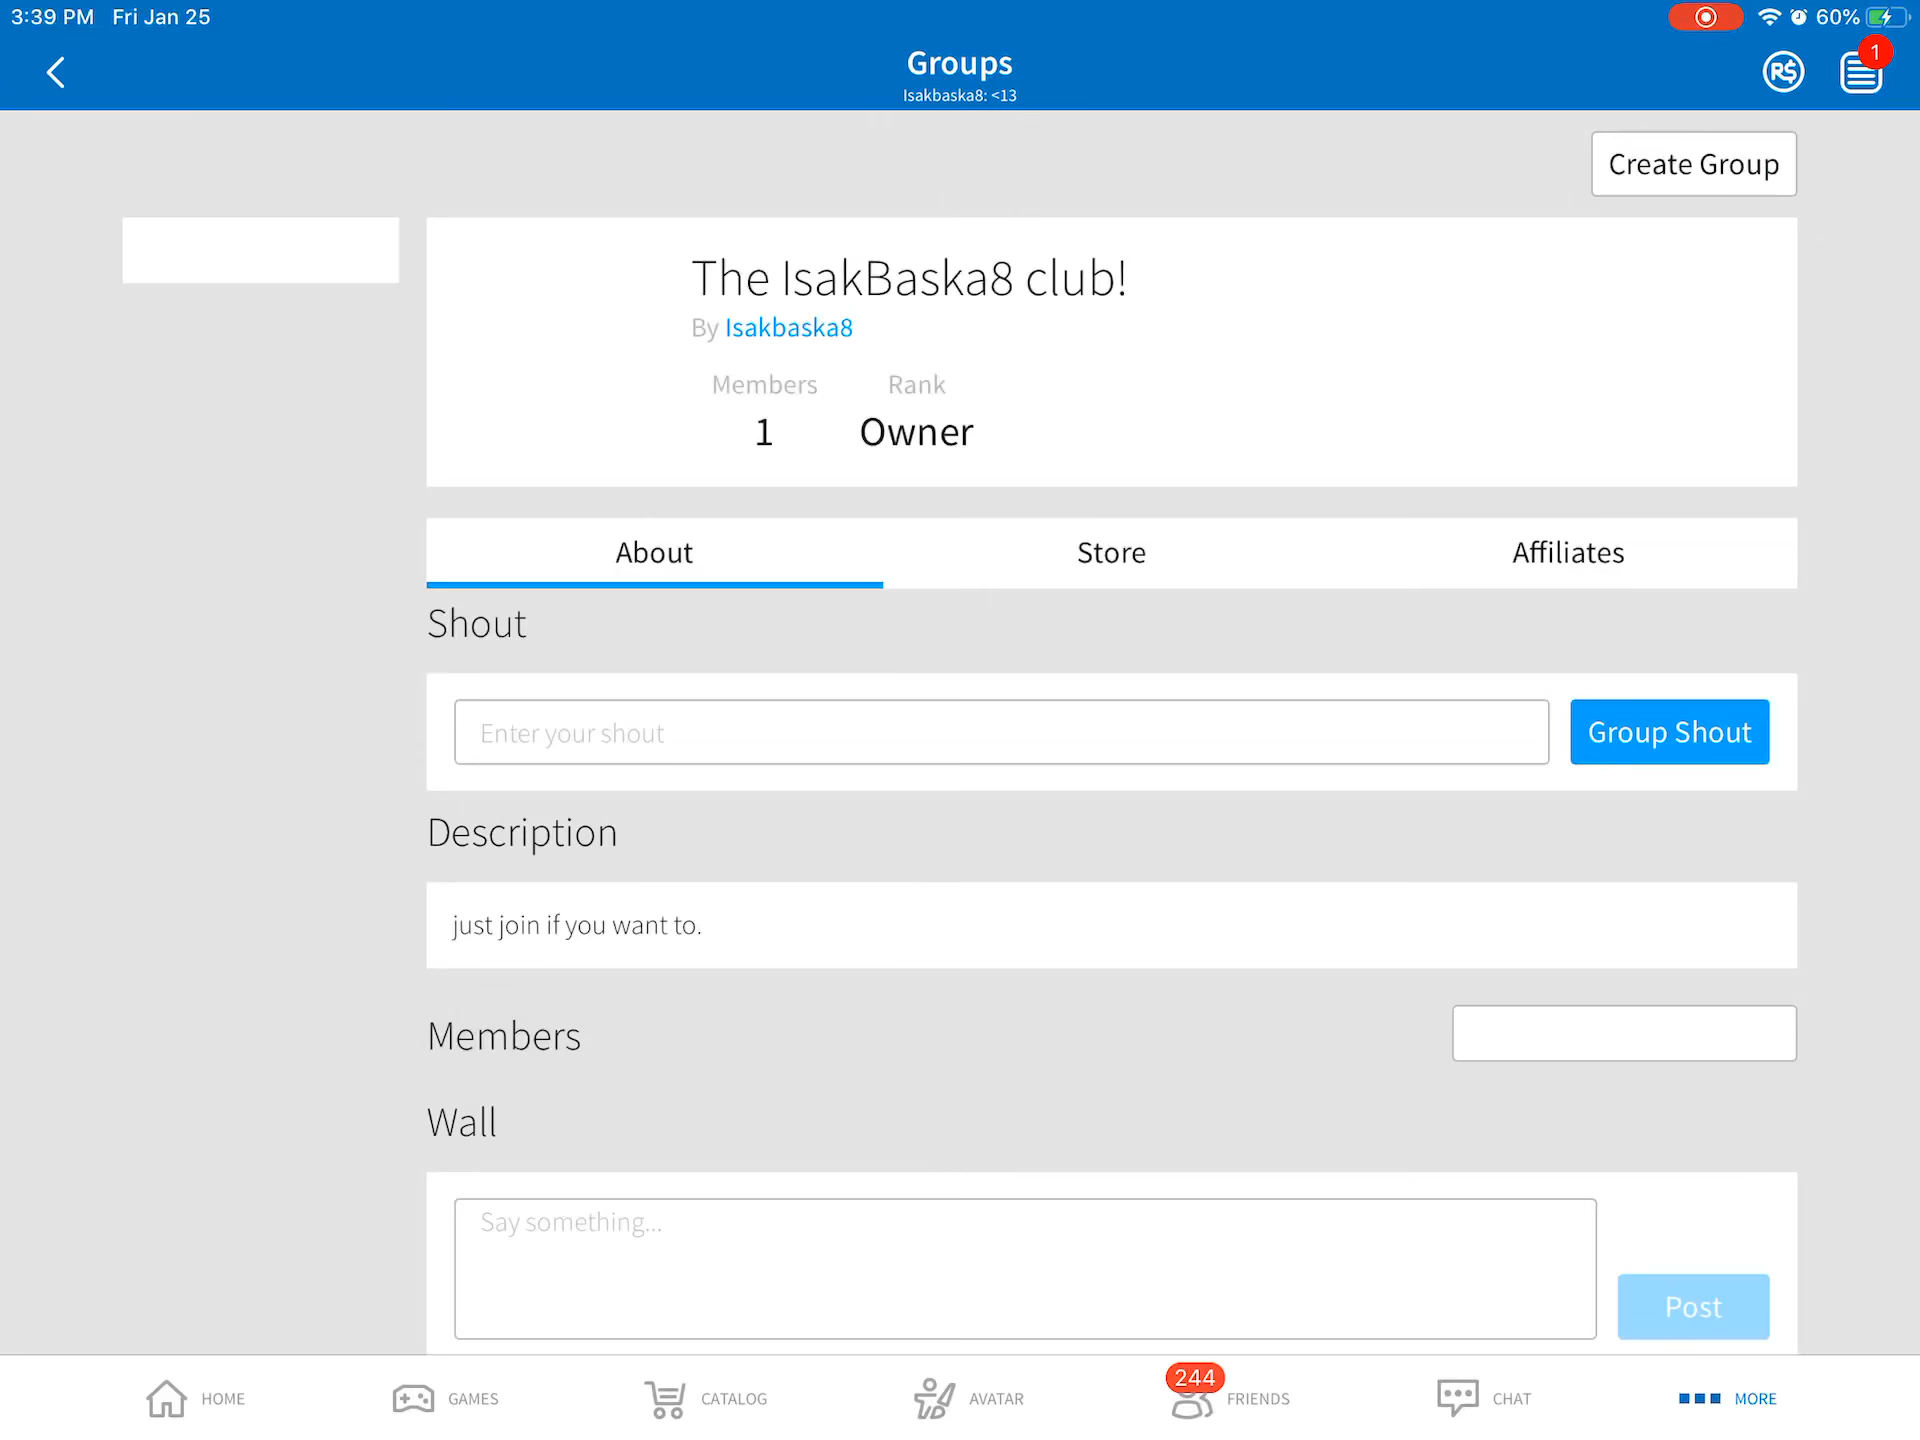 3:39 PM Fri Jan 25
60%
Groups
Isakbaska8: <13
R$
1
Create Group
The IsakBaska8 club!
By Isakbaska8
Members Rank
1 Owner
About Store Affiliates
Shout
Enter your shout
Group Shout
Description
just join if you want to.
Members
Wall
Say something...
Post
HOME GAMES CATALOG AVATAR 244 FRIENDS CHAT MORE